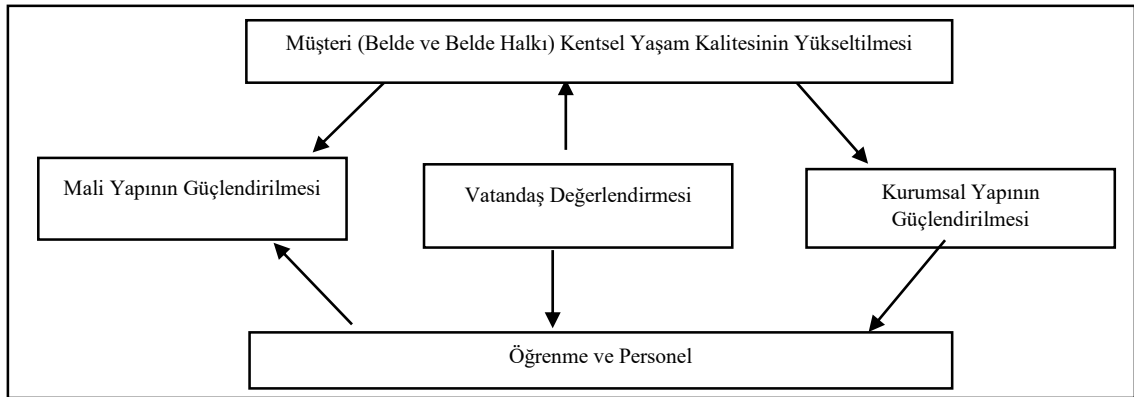 Müşteri (Belde ve Belde Halkı) Kentsel Yaşam Kalitesinin Yükseltilmesi
Mali Yapının Güçlendirilmesi
Vatandaş Değerlendirmesi
Kurumsal Yapının
Güçlendirilmesi
Öğrenme ve Personel